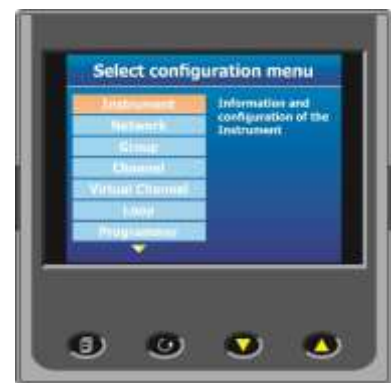 Select configuration menu
Instrument
Information and
configuration of the
Instrument
Network
Group
Channel
Virtual Channel
Loop
Programmer